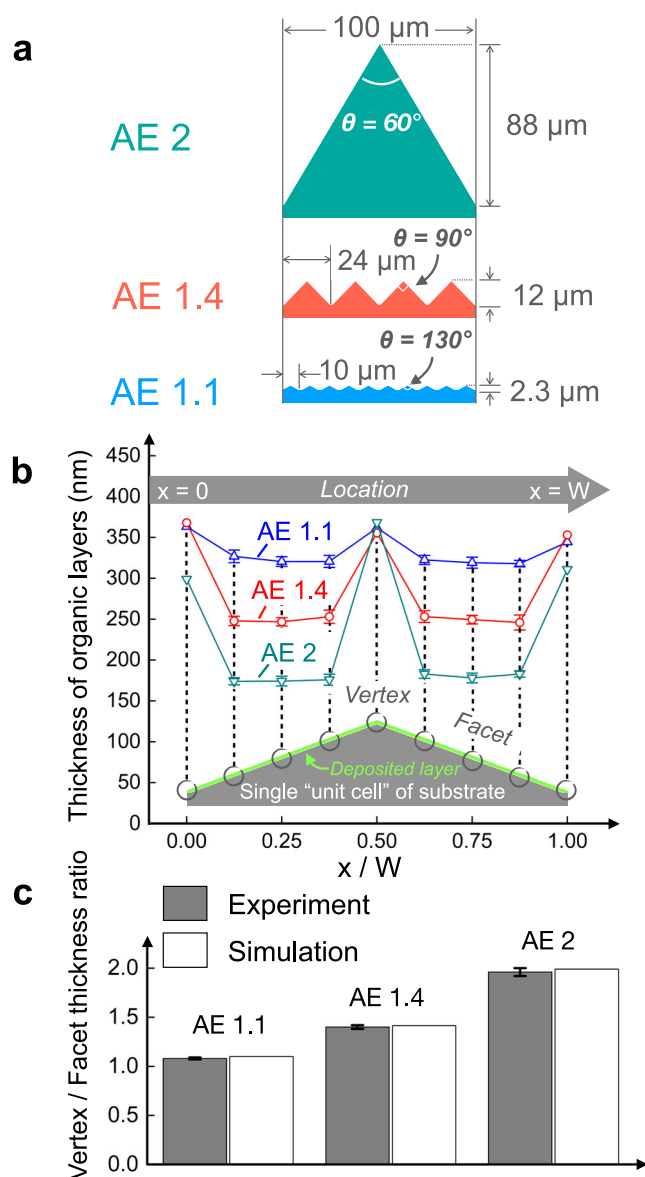 a
100 µm
AE 2
θ = 60°
88 µm
θ = 90°
24 µm
AE 1.4
12 µm
θ = 130°
10 µm
AE 1.1
2.3 µm
b
Thickness of organic layers (nm)
450
400
350
300
250
200
150
100
50
0
x = 0
Location
x = W
AE 1.1
AE 1.4
AE 2
Vertex
Facet
Deposited layer
Single “unit cell” of substrate
0.00
0.25
0.50
0.75
1.00
x / W
c
Vertex / Facet thickness ratio
Experiment
Simulation
2.0
1.5
1.0
0.5
0.0
AE 1.1
AE 1.4
AE 2